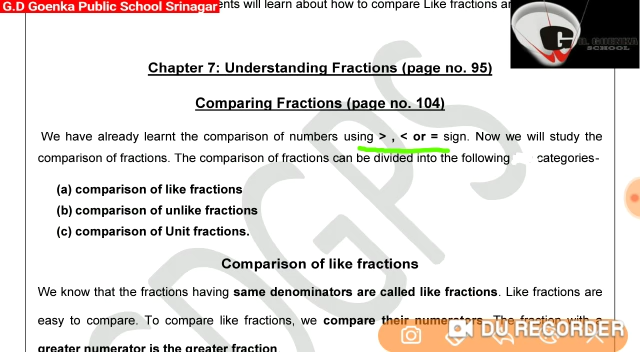 G.D Goenka Public School Srinagar
ents will learn about how to compare Like fractions
SCHOOL
Chapter 7: Understanding Fractions (page no. 95)
Comparing Fractions (page no. 104)
We have already learnt the comparison of numbers using > , < or = sign. Now we will study the
comparison of fractions. The comparison of fractions can be divided into the following categories-
(a) comparison of like fractions
(b) comparison of unlike fractions
(c) comparison of Unit fractions.
SDGPS
Comparison of like fractions
We know that the fractions having same denominators are called like fractions. Like fractions are
easy to compare. To compare like fractions, we compare their numerators. The fraction with a
greater numerator is the greater fraction
DU RECORDER